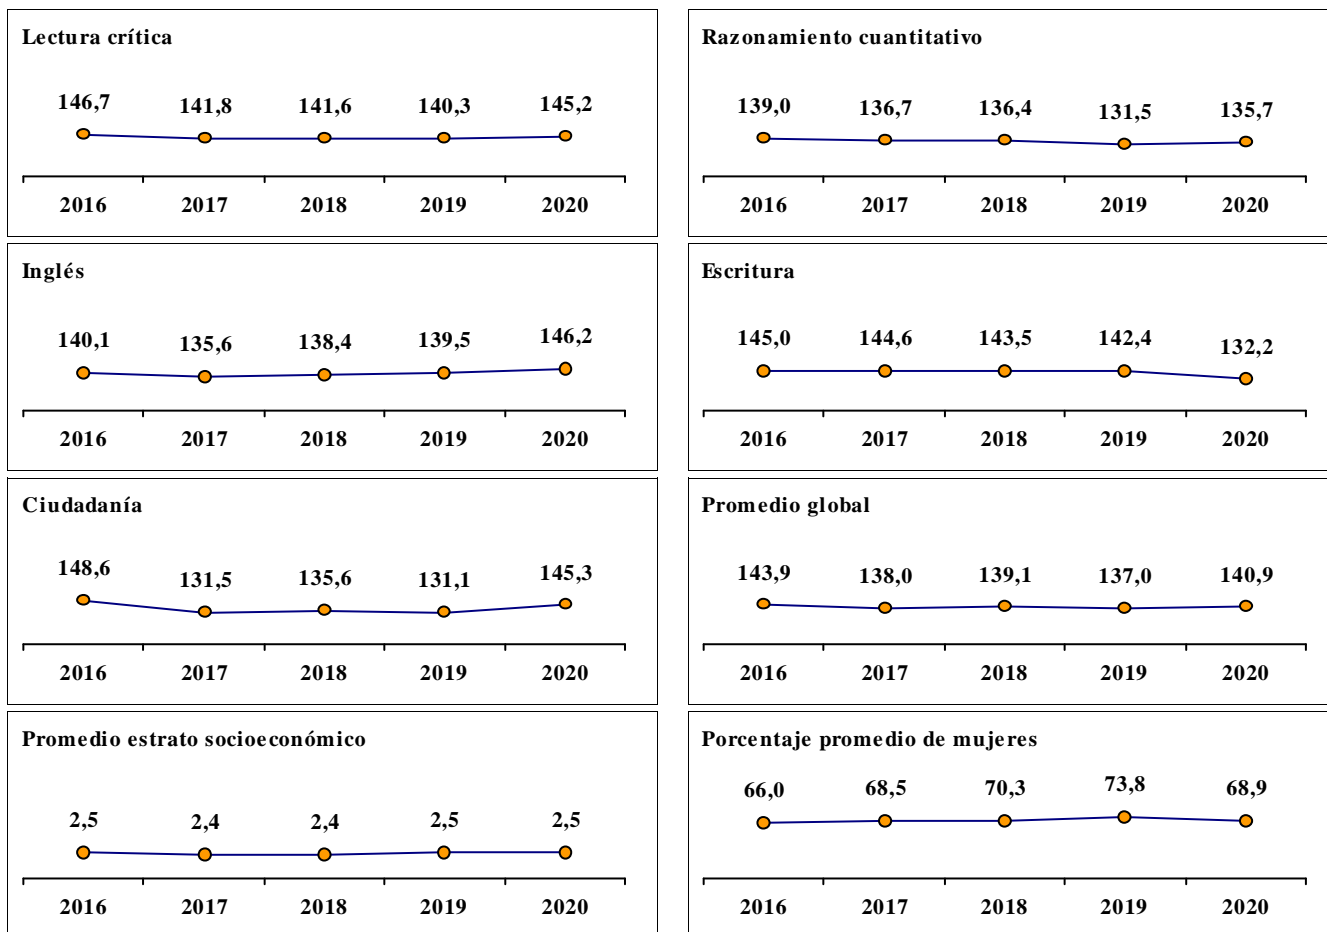 Lectura crítica
146,7 141,8 141,6 140,3 145,2
2016 2017 2018 2019 2020
Razonamiento cuantitativo
139,0 136,7 136,4 131,5 135,7
2016 2017 2018 2019 2020
Inglés
140,1 135,6 138,4 139,5 146,2
2016 2017 2018 2019 2020
Escritura
145,0 144,6 143,5 142,4 132,2
2016 2017 2018 2019 2020
Ciudadanía
148,6 131,5 135,6 131,1 145,3
2016 2017 2018 2019 2020
Promedio global
143,9 138,0 139,1 137,0 140,9
2016 2017 2018 2019 2020
Promedio estrato socioeconómico
2,5 2,4 2,4 2,5 2,5
2016 2017 2018 2019 2020
Porcentaje promedio de mujeres
66,0 68,5 70,3 73,8 68,9
2016 2017 2018 2019 2020